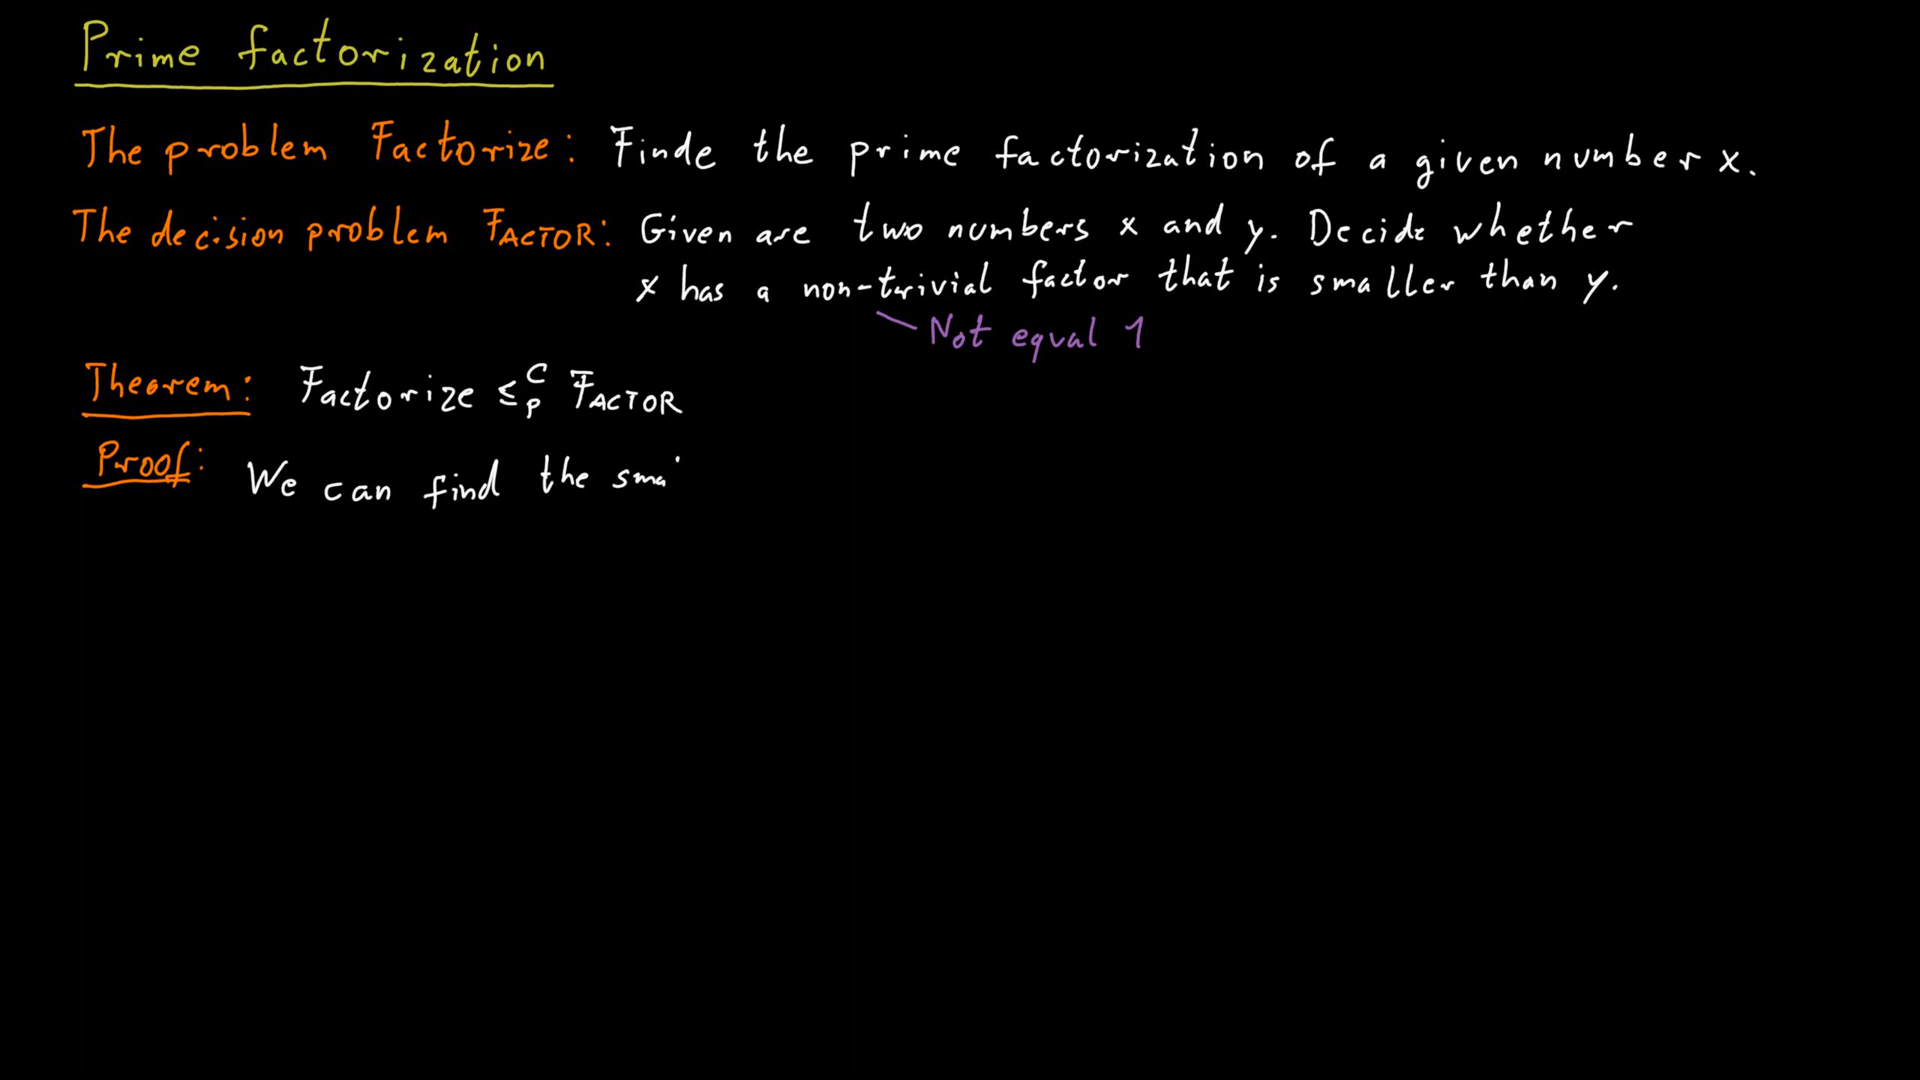 Prime factorization
The problem Factorize: Finde the prime factorization of a given number x.
The decision problem FACTOR: Given are two numbers x and y. Decide whether
x has a non-trivial factor that is smaller than y.
Not equal 1
Theorem: Factorize ≤ᶜₚ FACTOR
Proof: We can find the sma